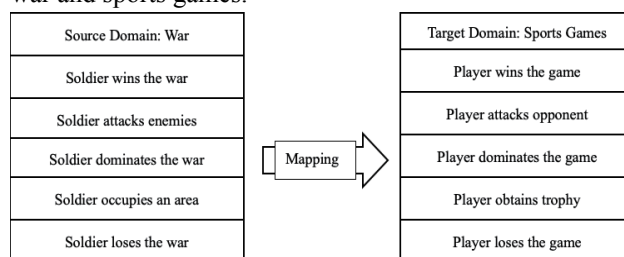 war and sports games.
Source Domain: War
Soldier wins the war
Soldier attacks enemies
Soldier dominates the war
Soldier occupies an area
Soldier loses the war
Mapping
Target Domain: Sports Games
Player wins the game
Player attacks opponent
Player dominates the game
Player obtains trophy
Player loses the game